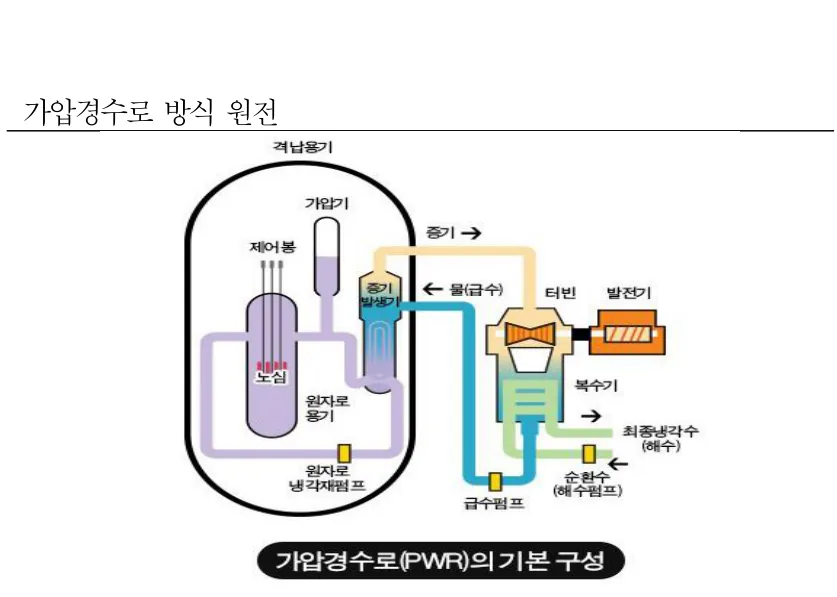 가압경수로 방식 원전
격납용기
가압기
제어봉
증기 →
증기
발생기
← 물(급수)
터빈
발전기
노심
원자로
용기
복수기
→
최종냉각수
(해수)
←
원자로
냉각재펌프
급수펌프
순환수
(해수펌프)
가압경수로(PWR)의 기본 구성